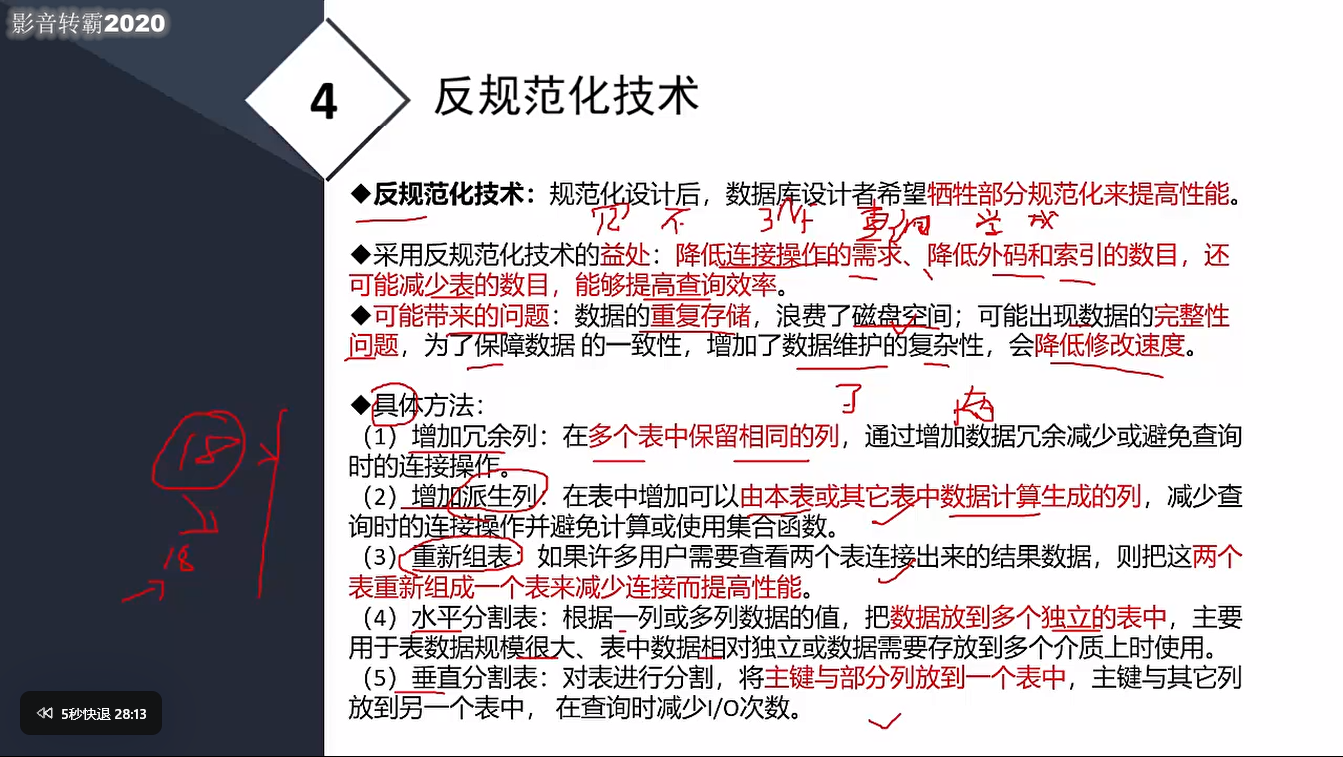 影音转霸2020
4
反规范化技术
◆反规范化技术：规范化设计后，数据库设计者希望牺牲部分规范化来提高性能。
◆采用反规范化技术的益处：降低连接操作的需求、降低外码和索引的数目，还
可能减少表的数目，能够提高查询效率。
◆可能带来的问题：数据的重复存储，浪费了磁盘空间；可能出现数据的完整性
问题，为了保障数据 的一致性，增加了数据维护的复杂性，会降低修改速度。
◆具体方法：
（1）增加冗余列：在多个表中保留相同的列，通过增加数据冗余减少或避免查询
时的连接操作。
（2）增加派生列：在表中增加可以由本表或其它表中数据计算生成的列，减少查
询时的连接操作并避免计算或使用集合函数。
（3）重新组表：如果许多用户需要查看两个表连接出来的结果数据，则把这两个
表重新组成一个表来减少连接而提高性能。
（4）水平分割表：根据一列或多列数据的值，把数据放到多个独立的表中，主要
用于表数据规模很大、表中数据相对独立或数据需要存放到多个介质上时使用。
（5）垂直分割表：对表进行分割，将主键与部分列放到一个表中，主键与其它列
放到另一个表中， 在查询时减少I/O次数。
18
18
5秒快退 28:13